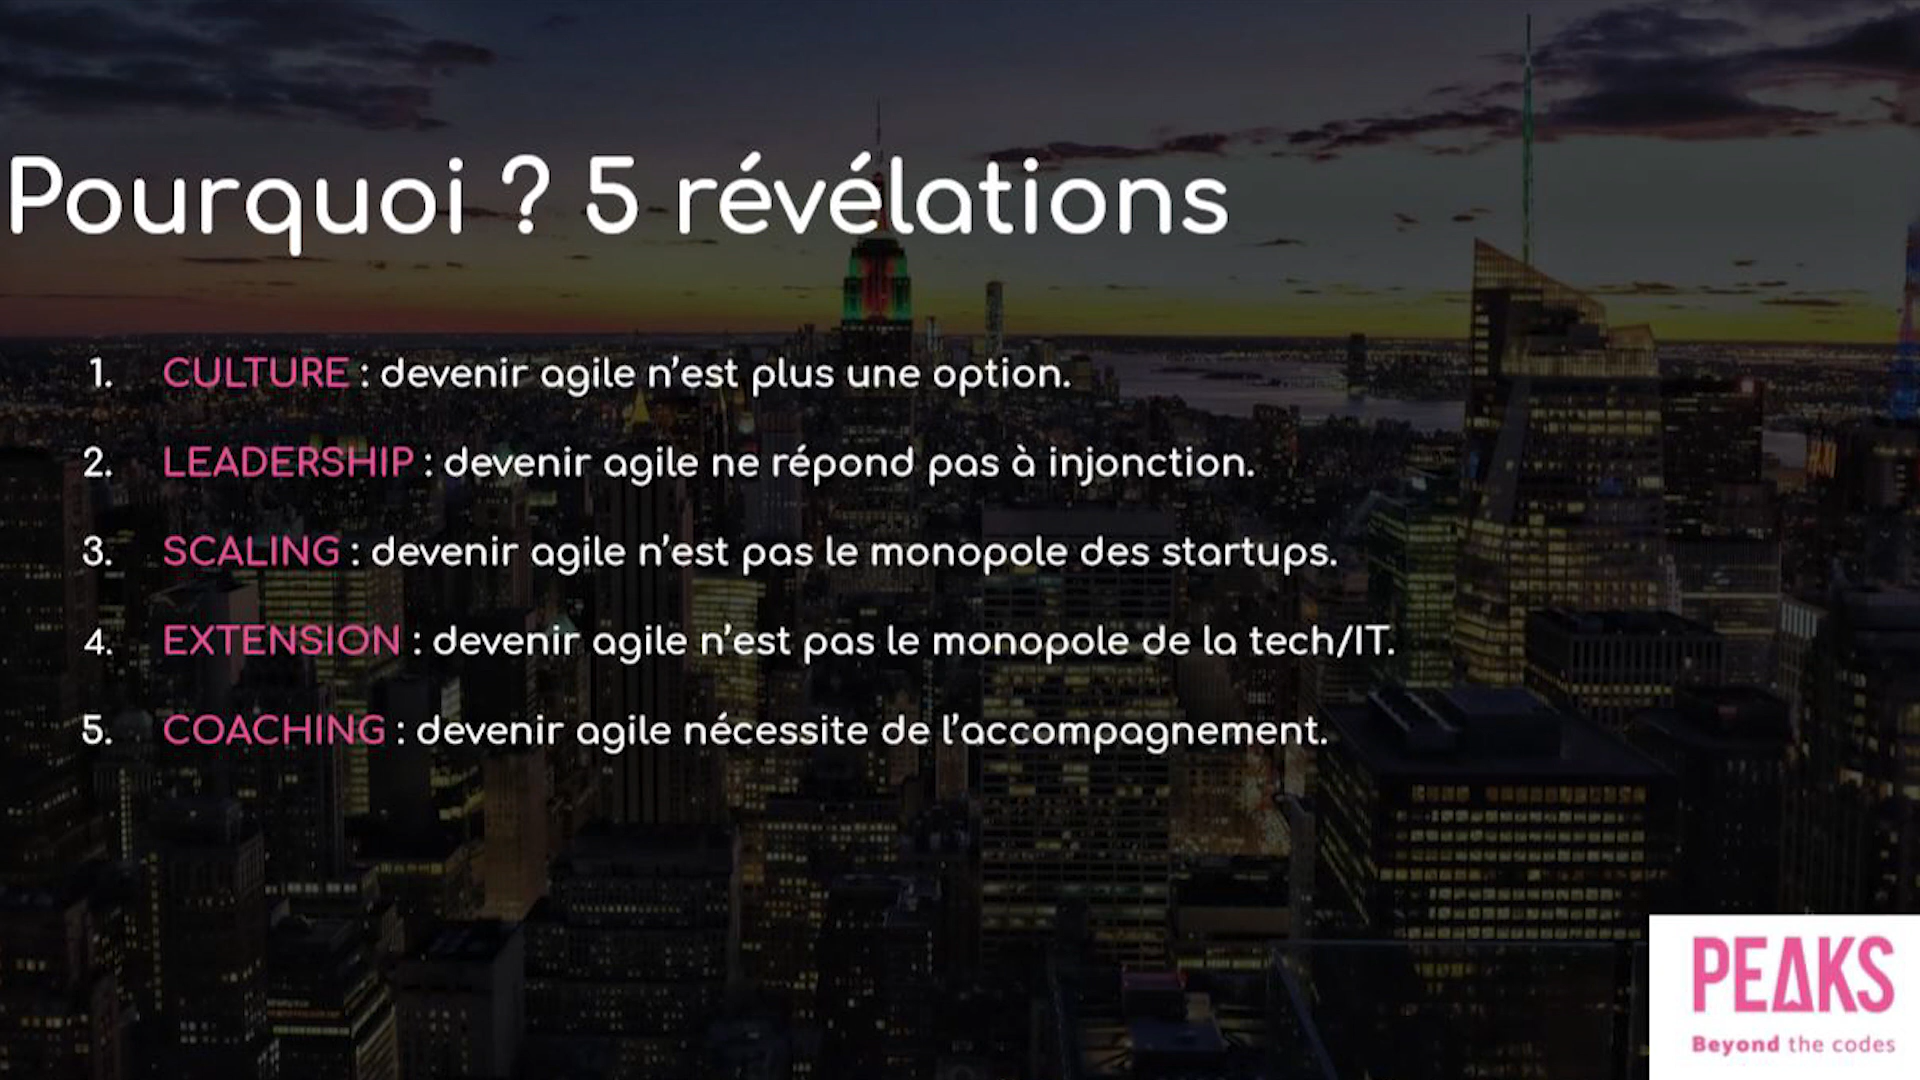 Pourquoi ? 5 révélations
1. CULTURE : devenir agile n’est plus une option.
2. LEADERSHIP : devenir agile ne répond pas à injonction.
3. SCALING : devenir agile n’est pas le monopole des startups.
4. EXTENSION : devenir agile n’est pas le monopole de la tech/IT.
5. COACHING : devenir agile nécessite de l’accompagnement.
PEAKS
Beyond the codes